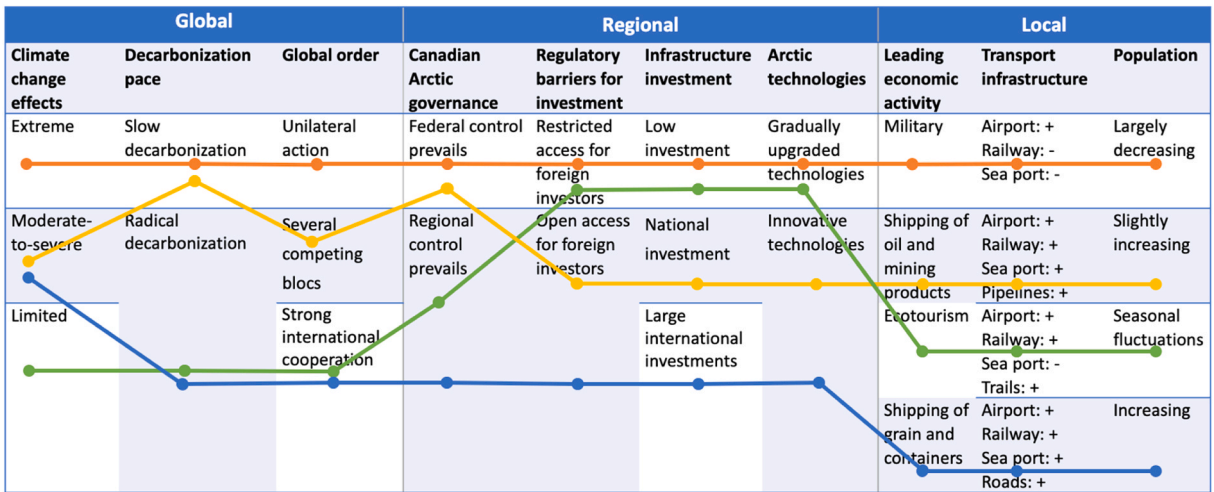 Global
Regional
Local
Climate change effects
Decarbonization pace
Global order
Canadian Arctic governance
Regulatory barriers for investment
Infrastructure investment
Arctic technologies
Leading economic activity
Transport infrastructure
Population
Extreme
Slow decarbonization
Unilateral action
Federal control prevails
Restricted access for foreign investors
Low investment
Gradually upgraded technologies
Military
Airport: +
Railway: -
Sea port: -
Largely decreasing
Moderate-to-severe
Radical decarbonization
Several competing blocs
Regional control prevails
Open access for foreign investors
National investment
Innovative technologies
Shipping of oil and mining products
Airport: +
Railway: +
Sea port: +
Pipelines: +
Slightly increasing
Limited
Strong international cooperation
Large international investments
Ecotourism
Airport: +
Railway: +
Sea port: -
Trails: +
Seasonal fluctuations
Shipping of grain and containers
Airport: +
Railway: +
Sea port: +
Roads: +
Increasing